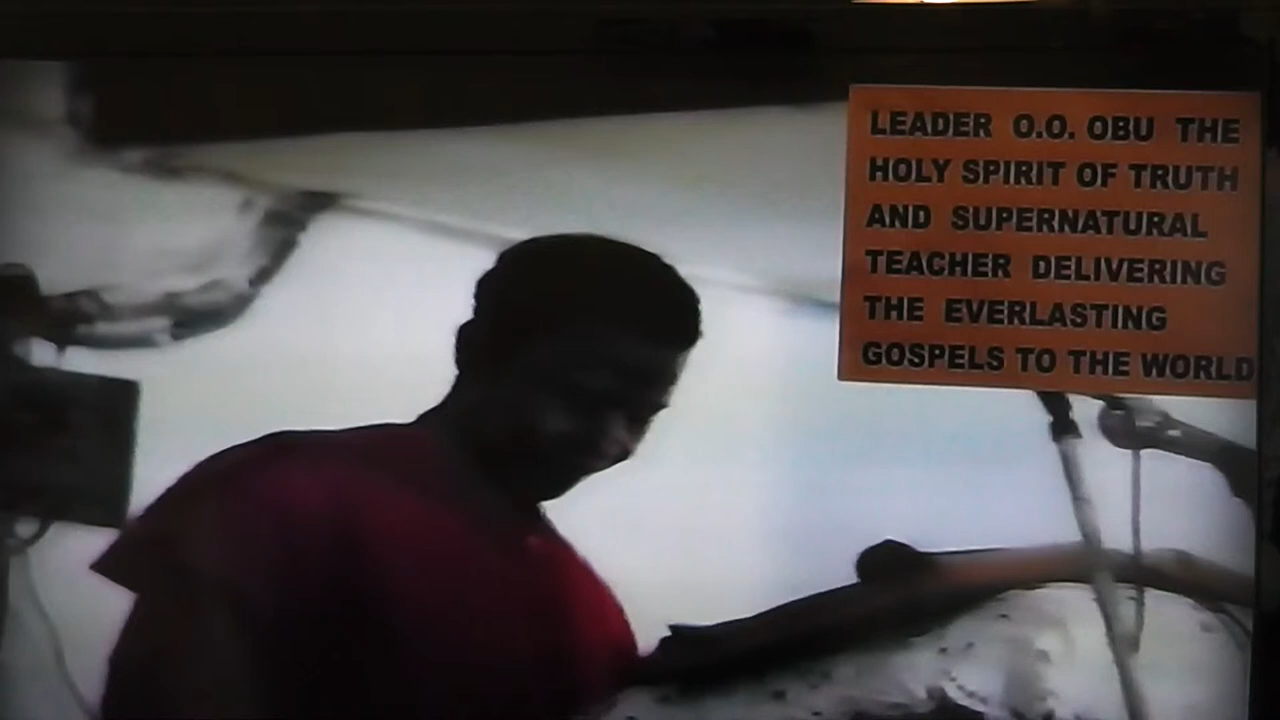 LEADER O.O. OBU THE
HOLY SPIRIT OF TRUTH
AND SUPERNATURAL
TEACHER DELIVERING
THE EVERLASTING
GOSPELS TO THE WORLD